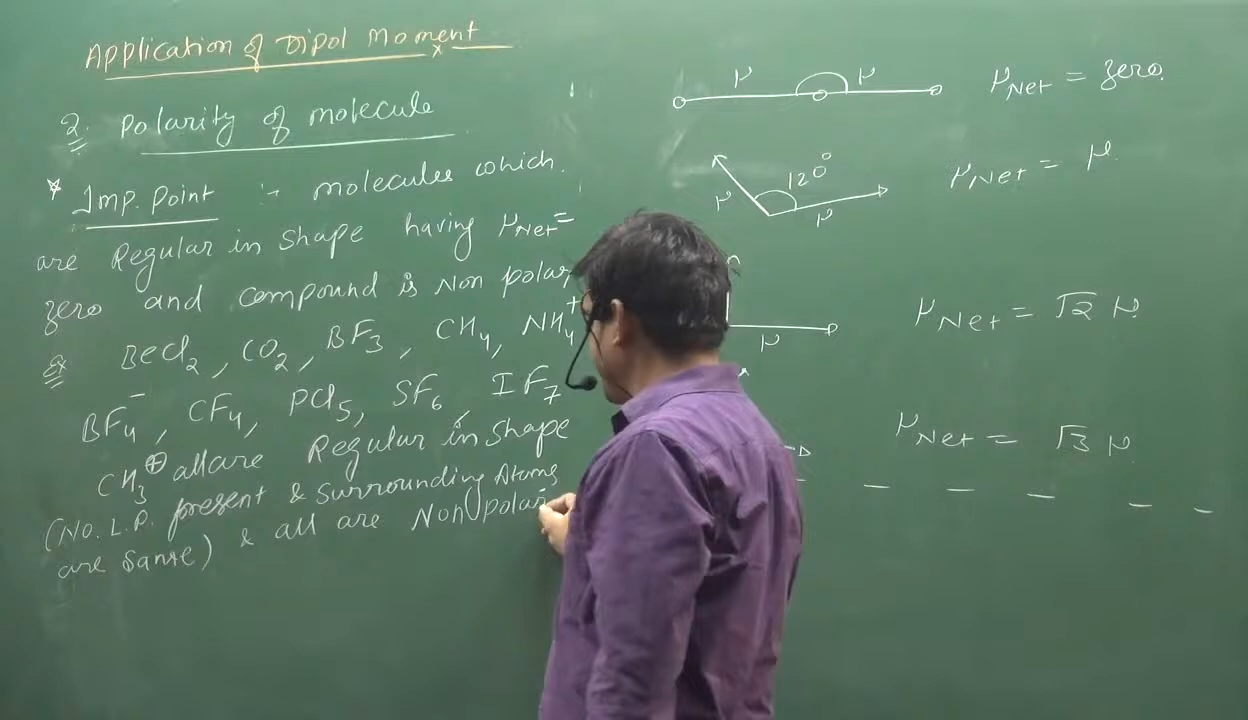 Application of Dipol Moment
2. Polarity of molecule
* Imp. Point :- molecules which
are Regular in shape having μNet =
zero and compound is Non polar
Ex BeCl₂, CO₂, BF₃, CH₄, NH₄⁺
BF₄⁻, CF₄, PCl₅, SF₆, IF₇
CH₃⊕ all are Regular in shape
(No. L.P. present & surrounding Atoms
are same) & all are Non polar
μ μ μNet = zero
μ 120° μ μNet = μ
μ μNet = √2 μ
μNet = √3 μ